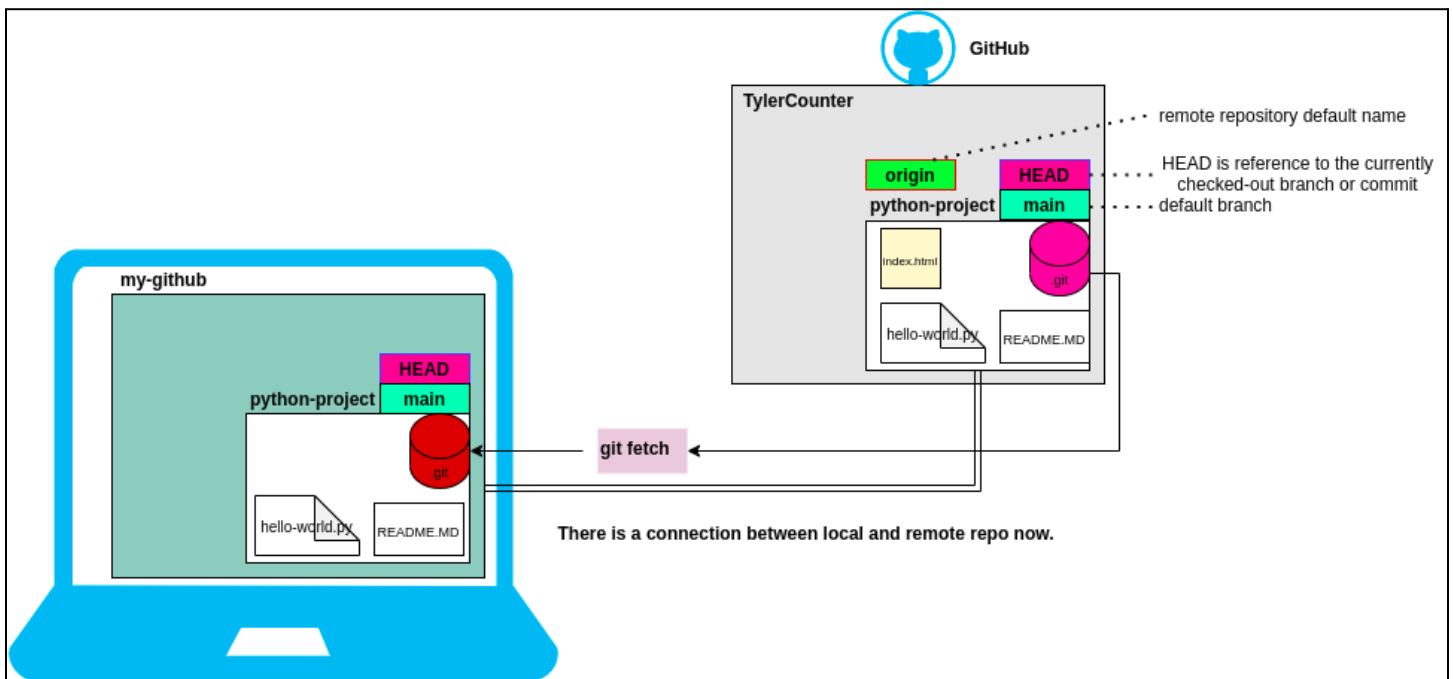 GitHub
TylerCounter
remote repository default name
HEAD is reference to the currently
checked-out branch or commit
default branch
origin
HEAD
python-project
main
index.html
.git
hello-world.py
README.MD
my-github
HEAD
python-project
main
.git
hello-world.py
README.MD
git fetch
There is a connection between local and remote repo now.